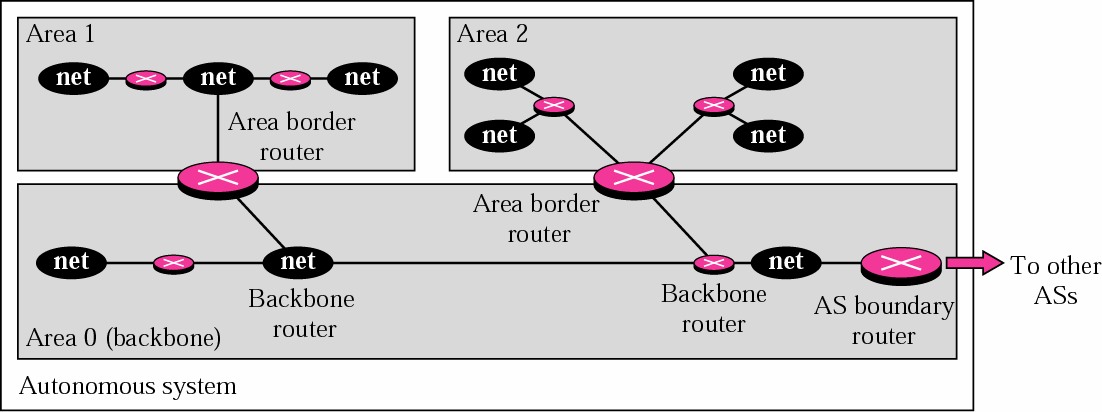 Area 1
net
net
net
Area border
router
Area 2
net
net
net
net
Area border
router
net
net
Backbone
router
Backbone
router
net
AS boundary
router
To other
ASs
Area 0 (backbone)
Autonomous system